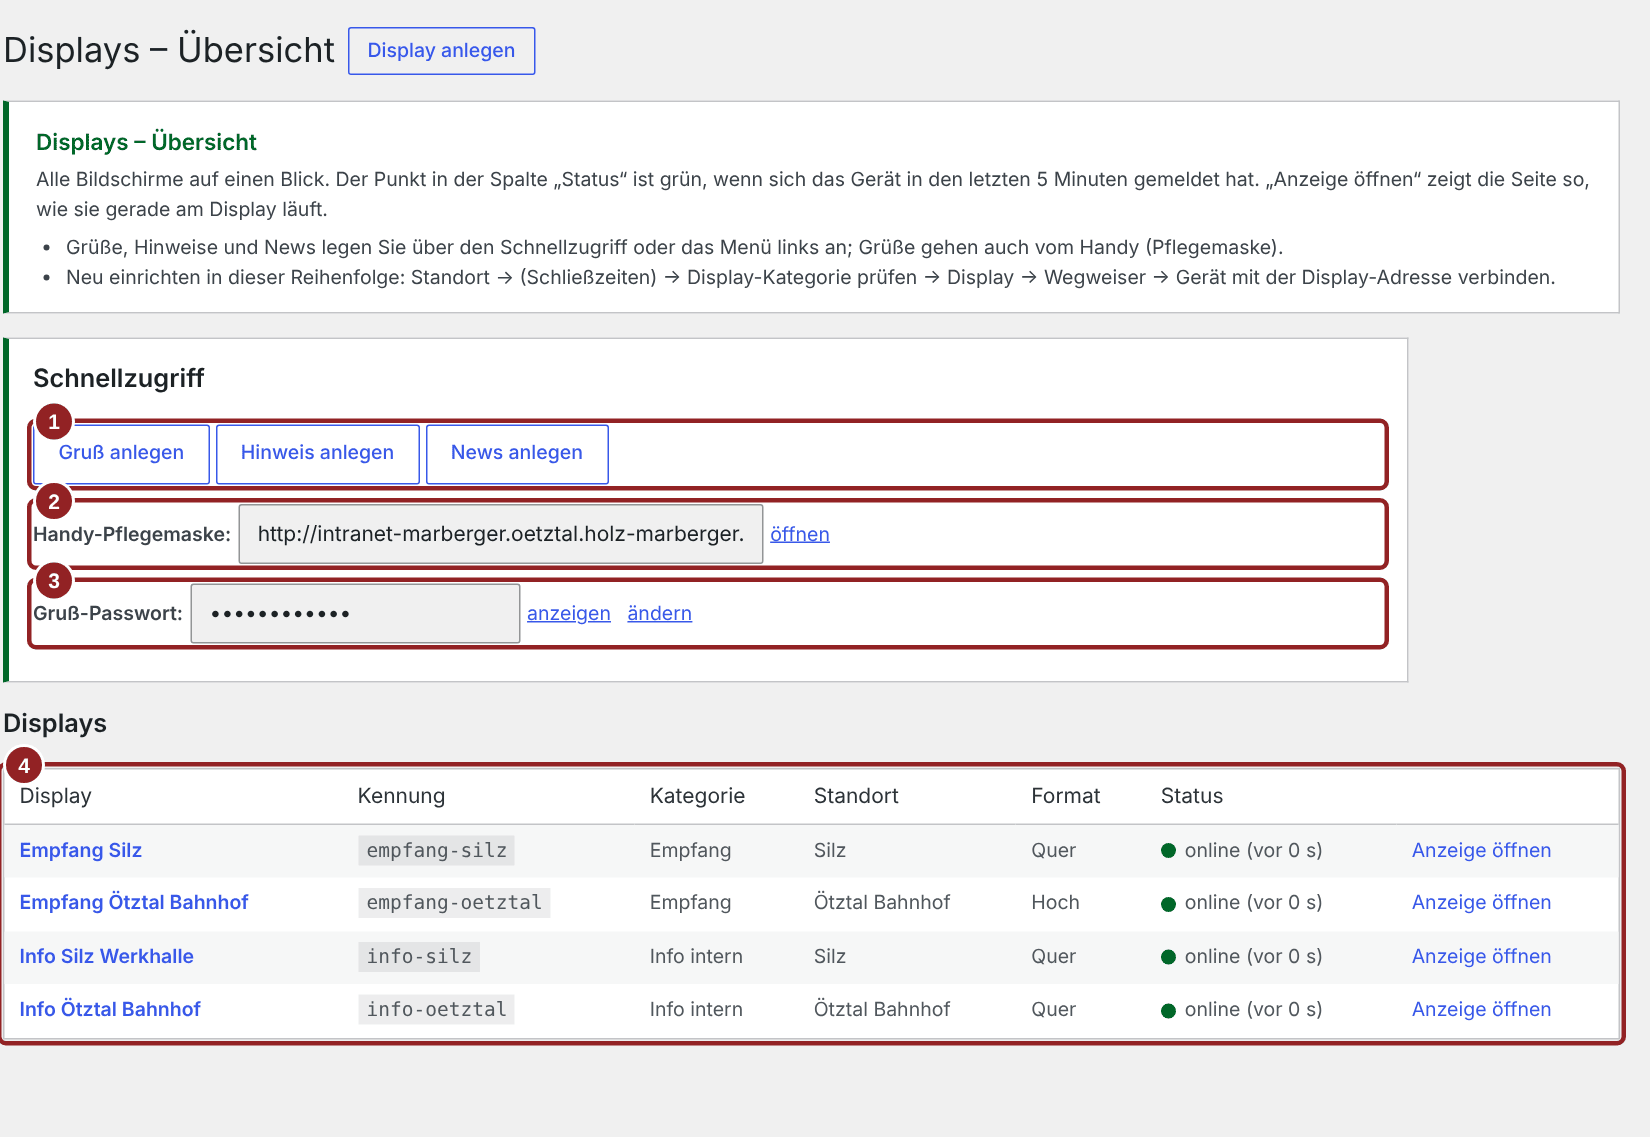 Displays – Übersicht Display anlegen
Displays – Übersicht
Alle Bildschirme auf einen Blick. Der Punkt in der Spalte „Status“ ist grün, wenn sich das Gerät in den letzten 5 Minuten gemeldet hat. „Anzeige öffnen“ zeigt die Seite so,
wie sie gerade am Display läuft.
• Grüße, Hinweise und News legen Sie über den Schnellzugriff oder das Menü links an; Grüße gehen auch vom Handy (Pflegemaske).
• Neu einrichten in dieser Reihenfolge: Standort → (Schließzeiten) → Display-Kategorie prüfen → Display → Wegweiser → Gerät mit der Display-Adresse verbinden.
Schnellzugriff
1
Gruß anlegen Hinweis anlegen News anlegen
2
Handy-Pflegemaske: http://intranet-marberger.oetztal.holz-marberger. öffnen
3
Gruß-Passwort: •••••••••••• anzeigen ändern
Displays
4
Display Kennung Kategorie Standort Format Status
Empfang Silz empfang-silz Empfang Silz Quer online (vor 0 s) Anzeige öffnen
Empfang Ötztal Bahnhof empfang-oetztal Empfang Ötztal Bahnhof Hoch online (vor 0 s) Anzeige öffnen
Info Silz Werkhalle info-silz Info intern Silz Quer online (vor 0 s) Anzeige öffnen
Info Ötztal Bahnhof info-oetztal Info intern Ötztal Bahnhof Quer online (vor 0 s) Anzeige öffnen